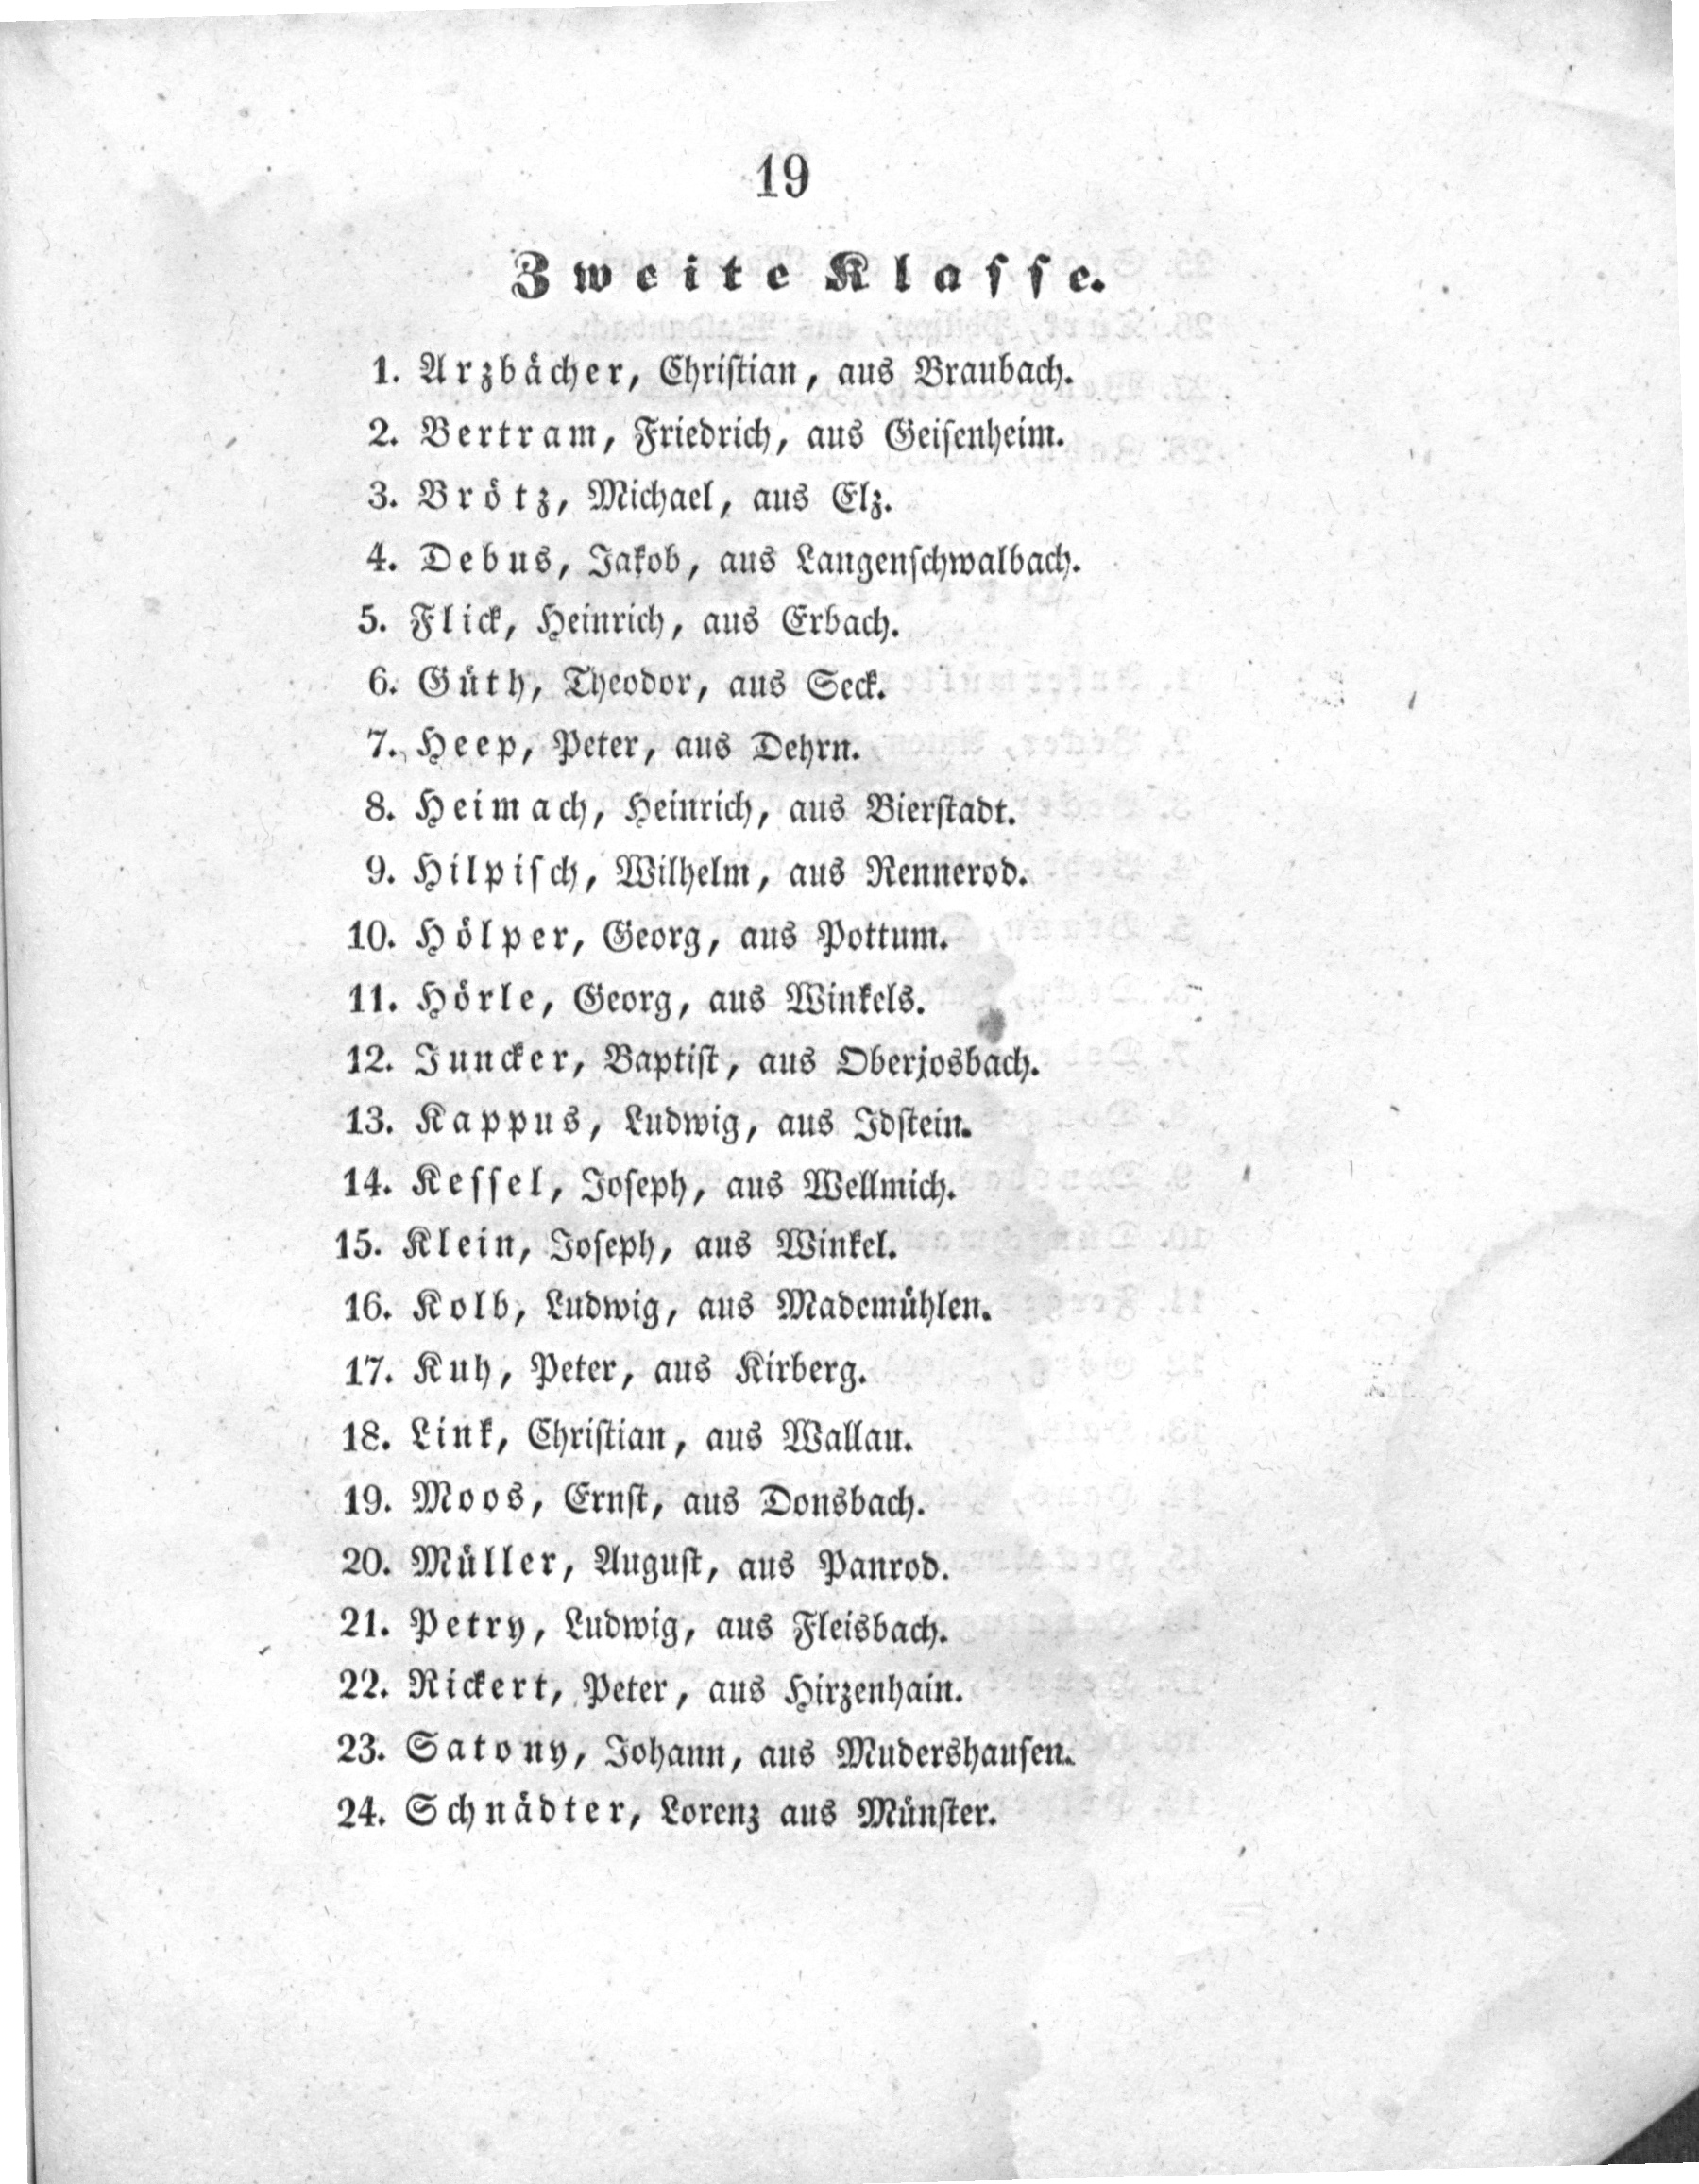 19
Zweite Klasse.
1. Arzbächer, Christian, aus Braubach.
2. Bertram, Friedrich, aus Geisenheim.
3. Brötz, Michael, aus Elz.
4. Debus, Jakob, aus Langenschwalbach.
5. Flick, Heinrich, aus Erbach.
6. Güth, Theodor, aus Seck.
7. Heep, Peter, aus Dehrn.
8. Heimach, Heinrich, aus Bierstadt.
9. Hilpisch, Wilhelm, aus Rennerod.
10. Hölper, Georg, aus Pottum.
11. Hörle, Georg, aus Winkels.
12. Juncker, Baptist, aus Oberjosbach.
13. Kappus, Ludwig, aus Idstein.
14. Kessel, Joseph, aus Wellmich.
15. Klein, Joseph, aus Winkel.
16. Kolb, Ludwig, aus Mademühlen.
17. Kuh, Peter, aus Kirberg.
18. Link, Christian, aus Wallau.
19. Moos, Ernst, aus Donsbach.
20. Müller, August, aus Panrod.
21. Petry, Ludwig, aus Fleisbach.
22. Rickert, Peter, aus Hirzenhain.
23. Satony, Johann, aus Mudershausen.
24. Schnädter, Lorenz aus Münster.